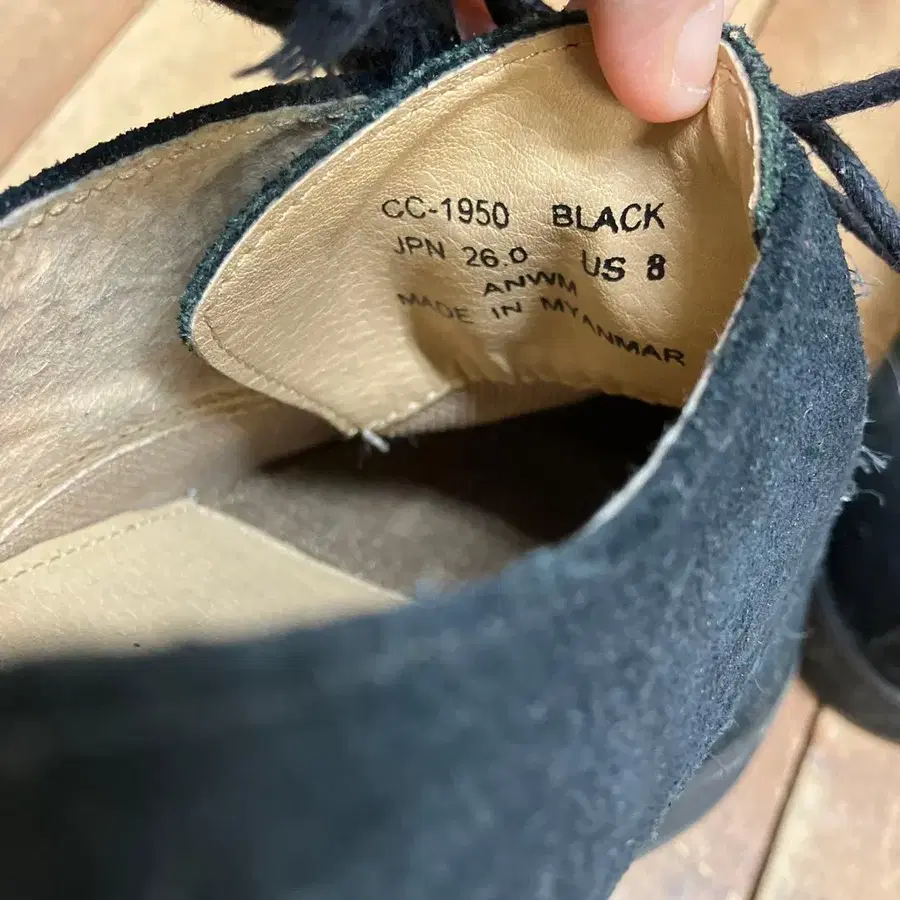 CC-1950 BLACK
JPN 26.0 US 8
ANWM
MADE IN MYANMAR